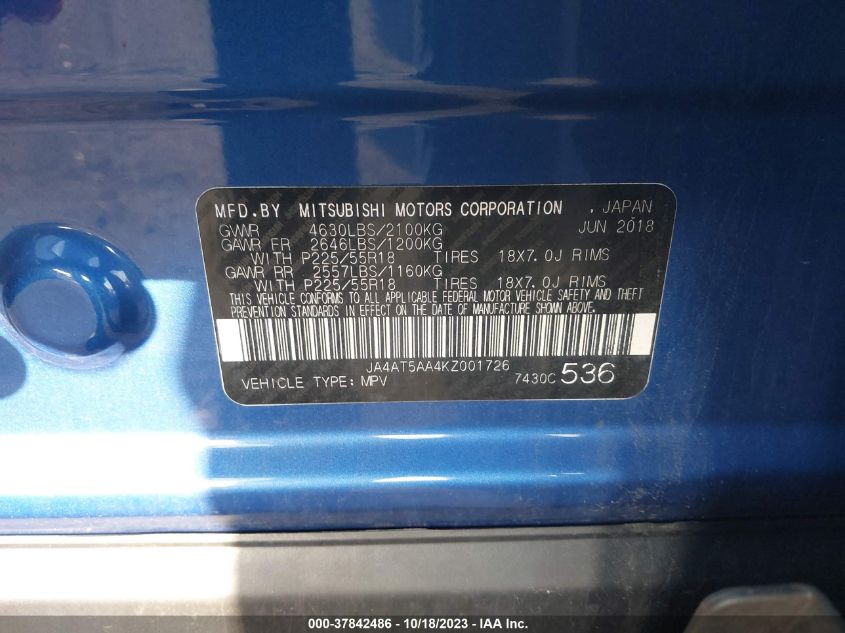 MFD.BY MITSUBISHI MOTORS CORPORATION , JAPAN
GVWR 4630LBS/2100KG JUN 2018
GAWR FR 2646LBS/1200KG
WITH P225/55R18 TIRES 18X7.0J RIMS
GAWR RR 2557LBS/1160KG
WITH P225/55R18 TIRES 18X7.0J RIMS
THIS VEHICLE CONFORMS TO ALL APPLICABLE FEDERAL MOTOR VEHICLE SAFETY AND THEFT
PREVENTION STANDARDS IN EFFECT ON THE DATE OF MANUFACTURE SHOWN ABOVE.
JA4AT5AA4KZ001726
VEHICLE TYPE: MPV 7430C 536
000-37842486 - 10/18/2023 - IAA Inc.